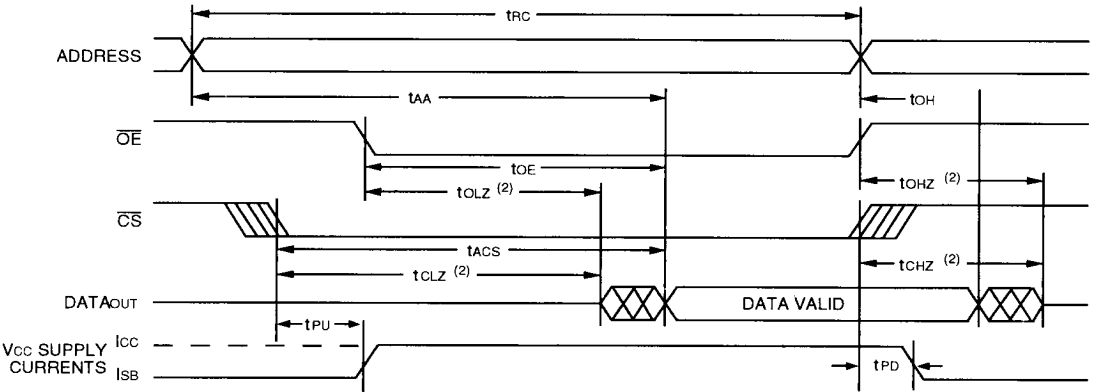 tRC
ADDRESS
tAA
tOH
OE
tOE
tOLZ (2)
tOHZ (2)
CS
tACS
tCLZ (2)
tCHZ (2)
DATAOUT
DATA VALID
tPU
VCC SUPPLY CURRENTS
ICC
ISB
tPD